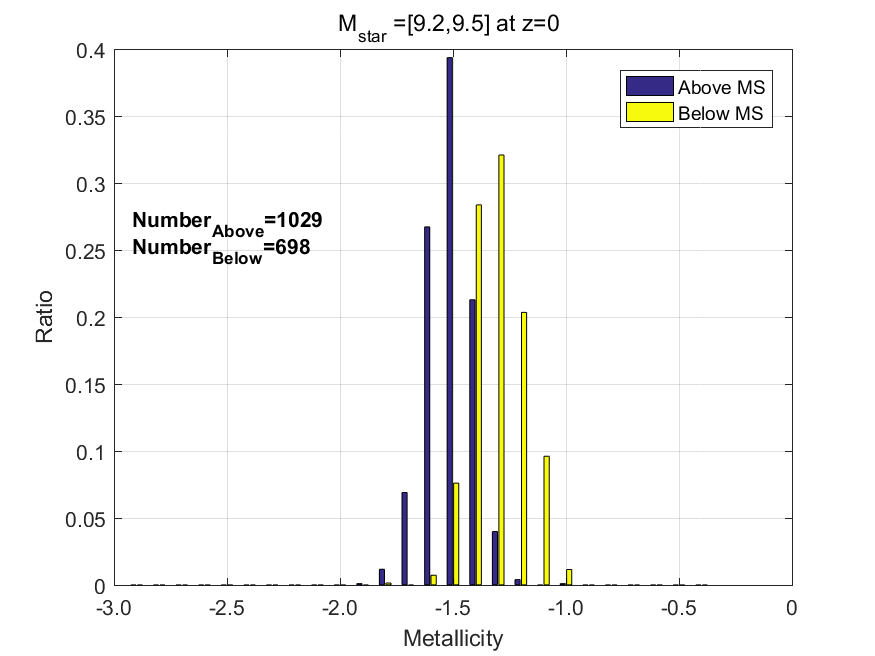 M_star =[9.2,9.5] at z=0
0.4
0.35
0.3
0.25
0.2
0.15
0.1
0.05
0
Ratio
Above MS
Below MS
Number_Above=1029
Number_Below=698
-3.0 -2.5 -2.0 -1.5 -1.0 -0.5 0
Metallicity